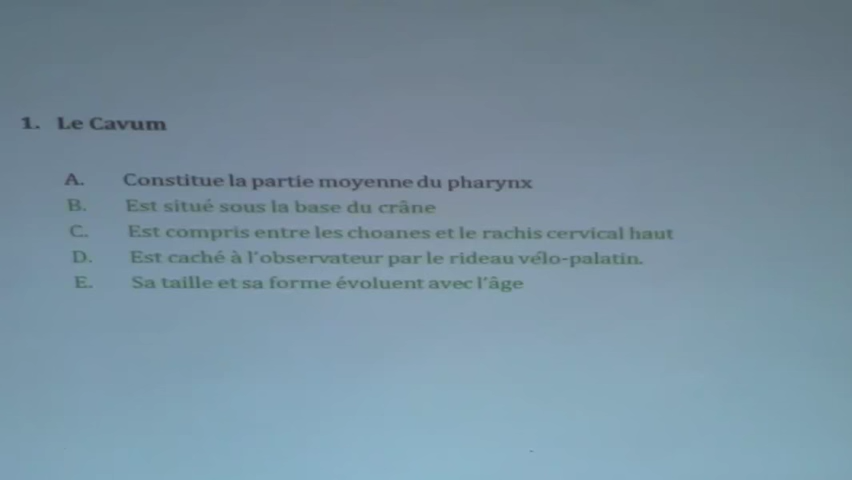 1. Le Cavum
A. Constitue la partie moyenne du pharynx
B. Est situé sous la base du crâne
C. Est compris entre les choanes et le rachis cervical haut
D. Est caché à l'observateur par le rideau vélo-palatin.
E. Sa taille et sa forme évoluent avec l'âge